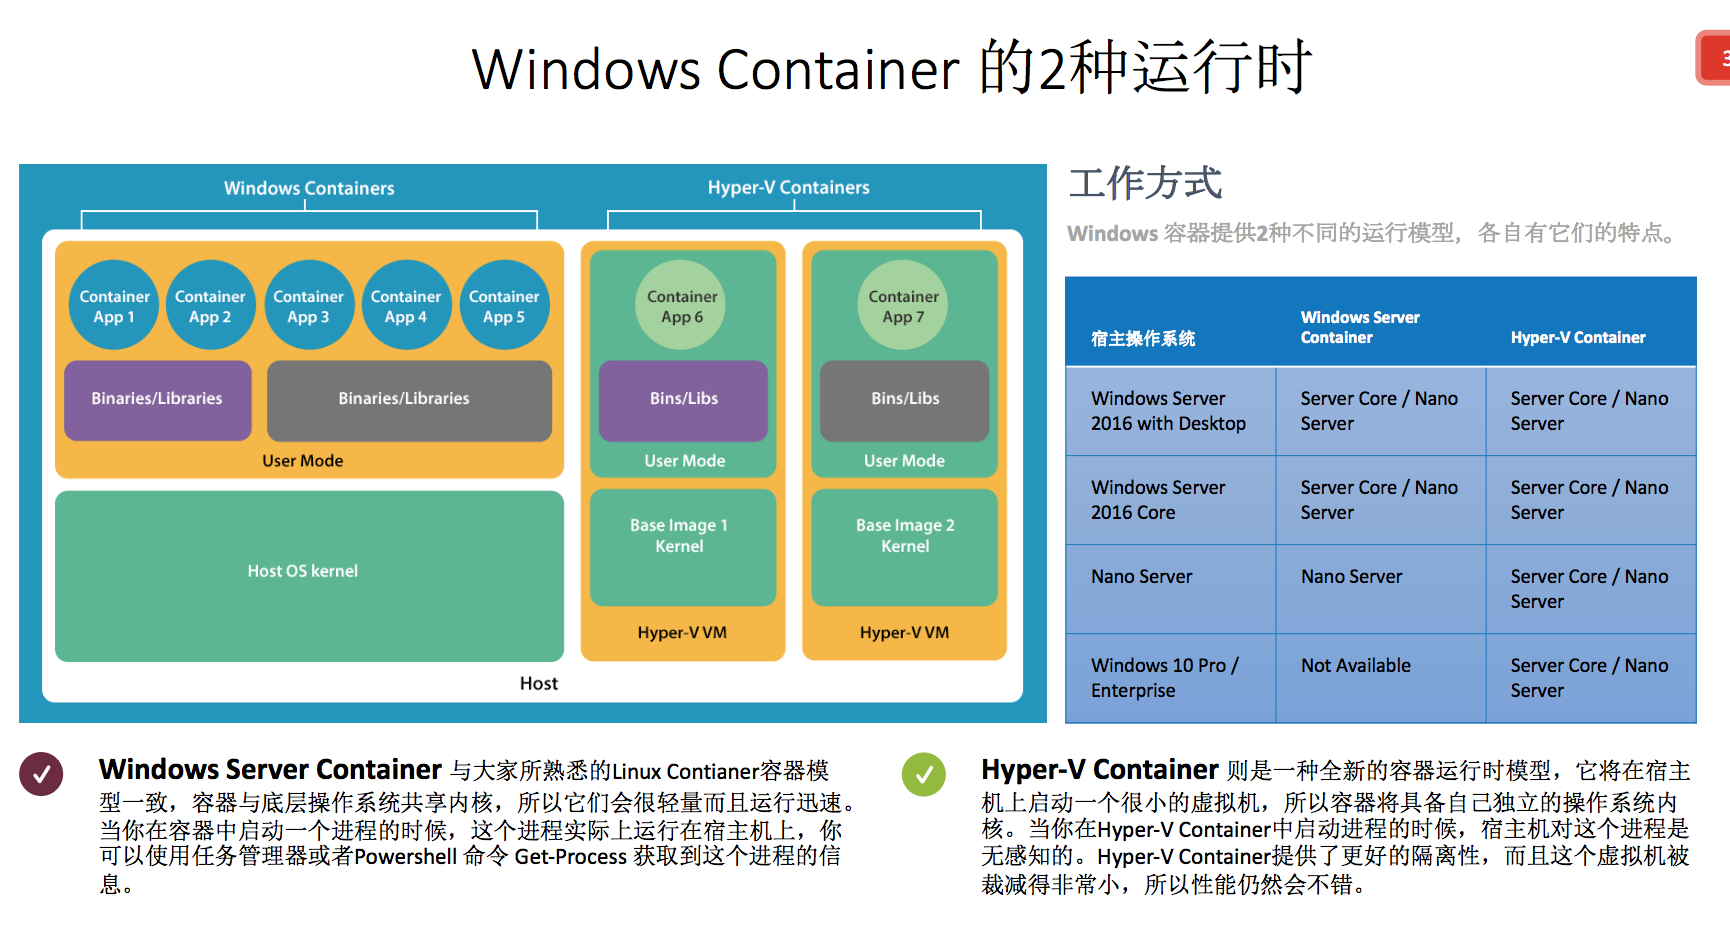 Windows Container 的2种运行时
3
Windows Containers
Hyper-V Containers
Container
App 1
Container
App 2
Container
App 3
Container
App 4
Container
App 5
Container
App 6
Container
App 7
Binaries/Libraries
Binaries/Libraries
Bins/Libs
Bins/Libs
User Mode
User Mode
User Mode
Host OS kernel
Base Image 1
Kernel
Base Image 2
Kernel
Hyper-V VM
Hyper-V VM
Host
工作方式
Windows 容器提供2种不同的运行模型，各自有它们的特点。
宿主操作系统
Windows Server
Container
Hyper-V Container
Windows Server
2016 with Desktop
Server Core / Nano
Server
Server Core / Nano
Server
Windows Server
2016 Core
Server Core / Nano
Server
Server Core / Nano
Server
Nano Server
Nano Server
Server Core / Nano
Server
Windows 10 Pro /
Enterprise
Not Available
Server Core / Nano
Server
Windows Server Container 与大家所熟悉的Linux Contianer容器模
型一致，容器与底层操作系统共享内核，所以它们会很轻量而且运行迅速。
当你在容器中启动一个进程的时候，这个进程实际上运行在宿主机上，你
可以使用任务管理器或者Powershell 命令 Get-Process 获取到这个进程的信
息。
Hyper-V Container 则是一种全新的容器运行时模型，它将在宿主
机上启动一个很小的虚拟机，所以容器将具备自己独立的操作系统内
核。当你在Hyper-V Container中启动进程的时候，宿主机对这个进程是
无感知的。Hyper-V Container提供了更好的隔离性，而且这个虚拟机被
裁减得非常小，所以性能仍然会不错。